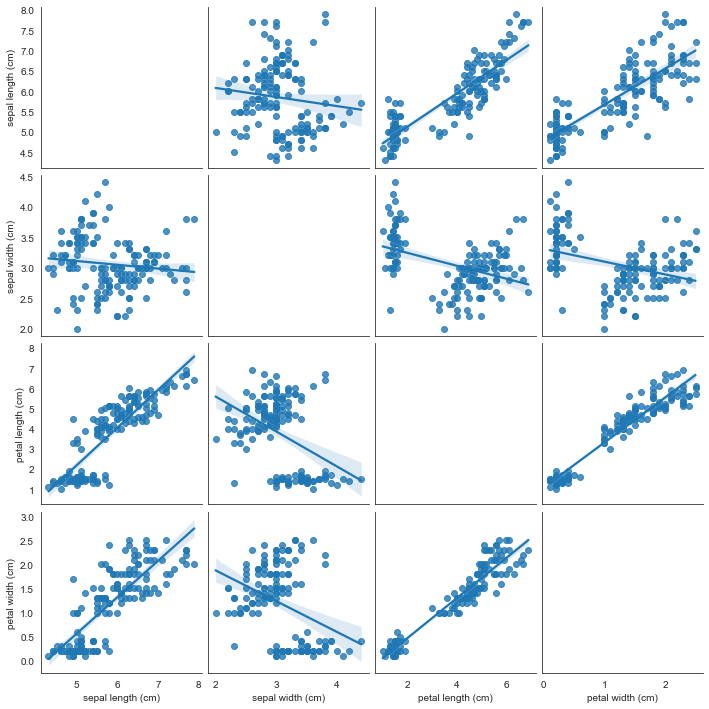 8.0
7.5
7.0
6.5
6.0
5.5
5.0
4.5
sepal length (cm)
4.5
4.0
3.5
3.0
2.5
2.0
sepal width (cm)
8
7
6
5
4
3
2
1
petal length (cm)
3.0
2.5
2.0
1.5
1.0
0.5
0.0
petal width (cm)
5 6 7 8
2 3 4
2 4 6
0 1 2
sepal length (cm)
sepal width (cm)
petal length (cm)
petal width (cm)